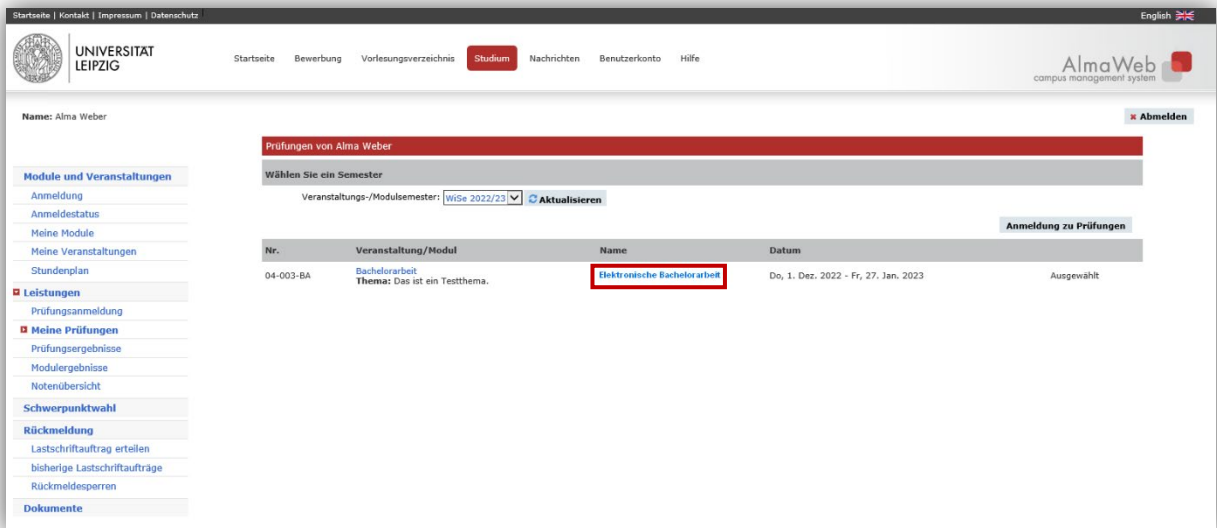 Startseite | Kontakt | Impressum | Datenschutz
English
UNIVERSITÄT
LEIPZIG
Startseite Bewerbung Vorlesungsverzeichnis Studium Nachrichten Benutzerkonto Hilfe
AlmaWeb
campus management system
Name: Alma Weber
Abmelden
Prüfungen von Alma Weber
Wählen Sie ein Semester
Veranstaltungs-/Modulsemester: WiSe 2022/23 Aktualisieren
Anmeldung zu Prüfungen
Nr. Veranstaltung/Modul Name Datum
04-003-BA Bachelorarbeit Elektronische Bachelorarbeit Do, 1. Dez. 2022 - Fr, 27. Jan. 2023 Ausgewählt
Thema: Das ist ein Testthema.
Module und Veranstaltungen
Anmeldung
Anmeldestatus
Meine Module
Meine Veranstaltungen
Stundenplan
Leistungen
Prüfungsanmeldung
Meine Prüfungen
Prüfungsergebnisse
Modulergebnisse
Notenübersicht
Schwerpunktwahl
Rückmeldung
Lastschriftauftrag erteilen
bisherige Lastschriftaufträge
Rückmeldesperren
Dokumente